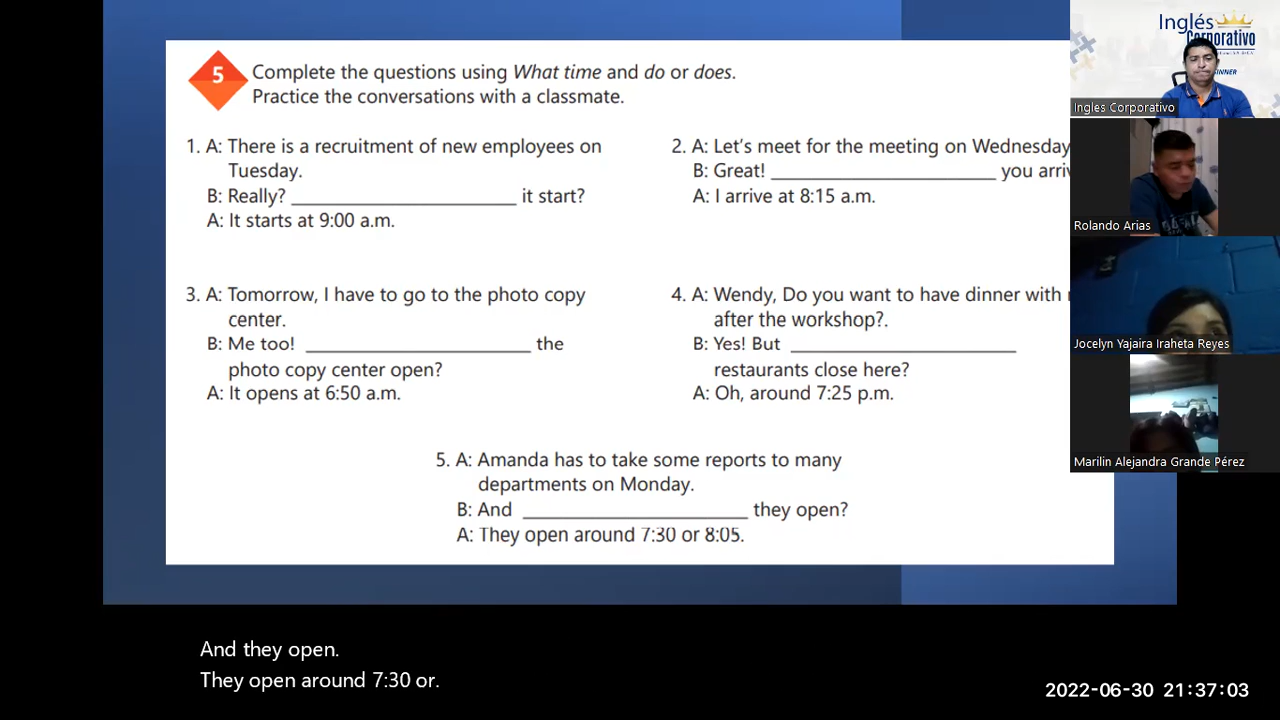 5
Complete the questions using What time and do or does.
Practice the conversations with a classmate.
1. A: There is a recruitment of new employees on
Tuesday.
B: Really? ______________________ it start?
A: It starts at 9:00 a.m.
2. A: Let's meet for the meeting on Wednesday
B: Great! ______________________ you
A: I arrive at 8:15 a.m.
3. A: Tomorrow, I have to go to the photo copy
center.
B: Me too! ______________________ the
photo copy center open?
A: It opens at 6:50 a.m.
4. A: Wendy, Do you want to have dinner with
after the workshop?.
B: Yes! But ______________________
restaurants close here?
A: Oh, around 7:25 p.m.
5. A: Amanda has to take some reports to many
departments on Monday.
B: And ______________________ they open?
A: They open around 7:30 or 8:05.
Inglés
Corporativo
Ingles Corporativo
Rolando Arias
Jocelyn Yajaira Iraheta Reyes
Marilin Alejandra Grande Pérez
And they open.
They open around 7:30 or.
2022-06-30 21:37:03